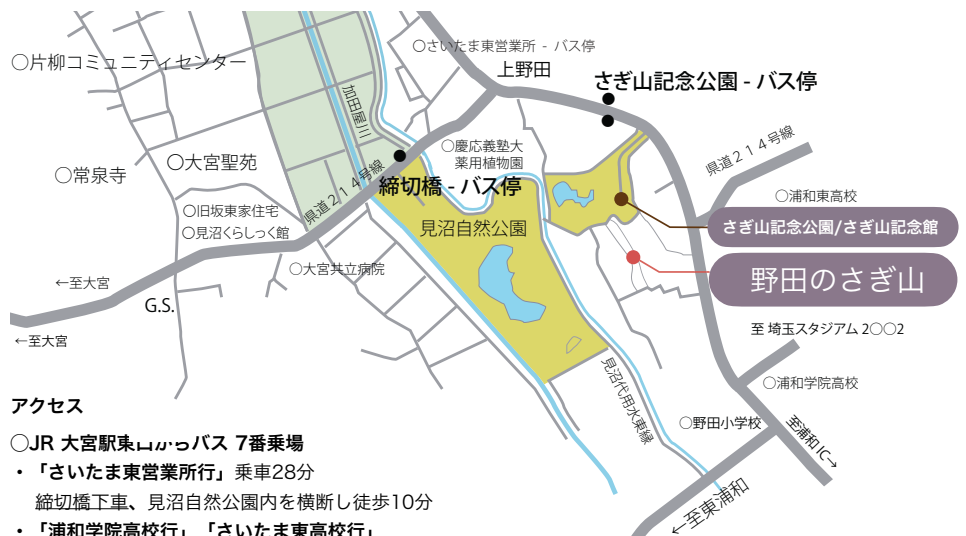 ○さいたま東営業所 - バス停
○片柳コミュニティセンター
上野田
さぎ山記念公園 - バス停
加田屋川
○慶応義塾大
薬用植物園
県道214号線
○常泉寺
○大宮聖苑
県道214号線
締切橋 - バス停
○浦和東高校
○旧坂東家住宅
○見沼くらしっく館
見沼自然公園
さぎ山記念公園/さぎ山記念館
○大宮共立病院
野田のさぎ山
←至大宮
G.S.
←至大宮
至 埼玉スタジアム 2○○2
見沼代用水東縁
○浦和学院高校
○野田小学校
至浦和 IC→
←至東浦和
アクセス
○JR 大宮駅東口からバス 7番乗場
・「さいたま東営業所行」乗車28分
締切橋下車、見沼自然公園内を横断し徒歩10分
・「浦和学院高校行」「さいたま東高校行」